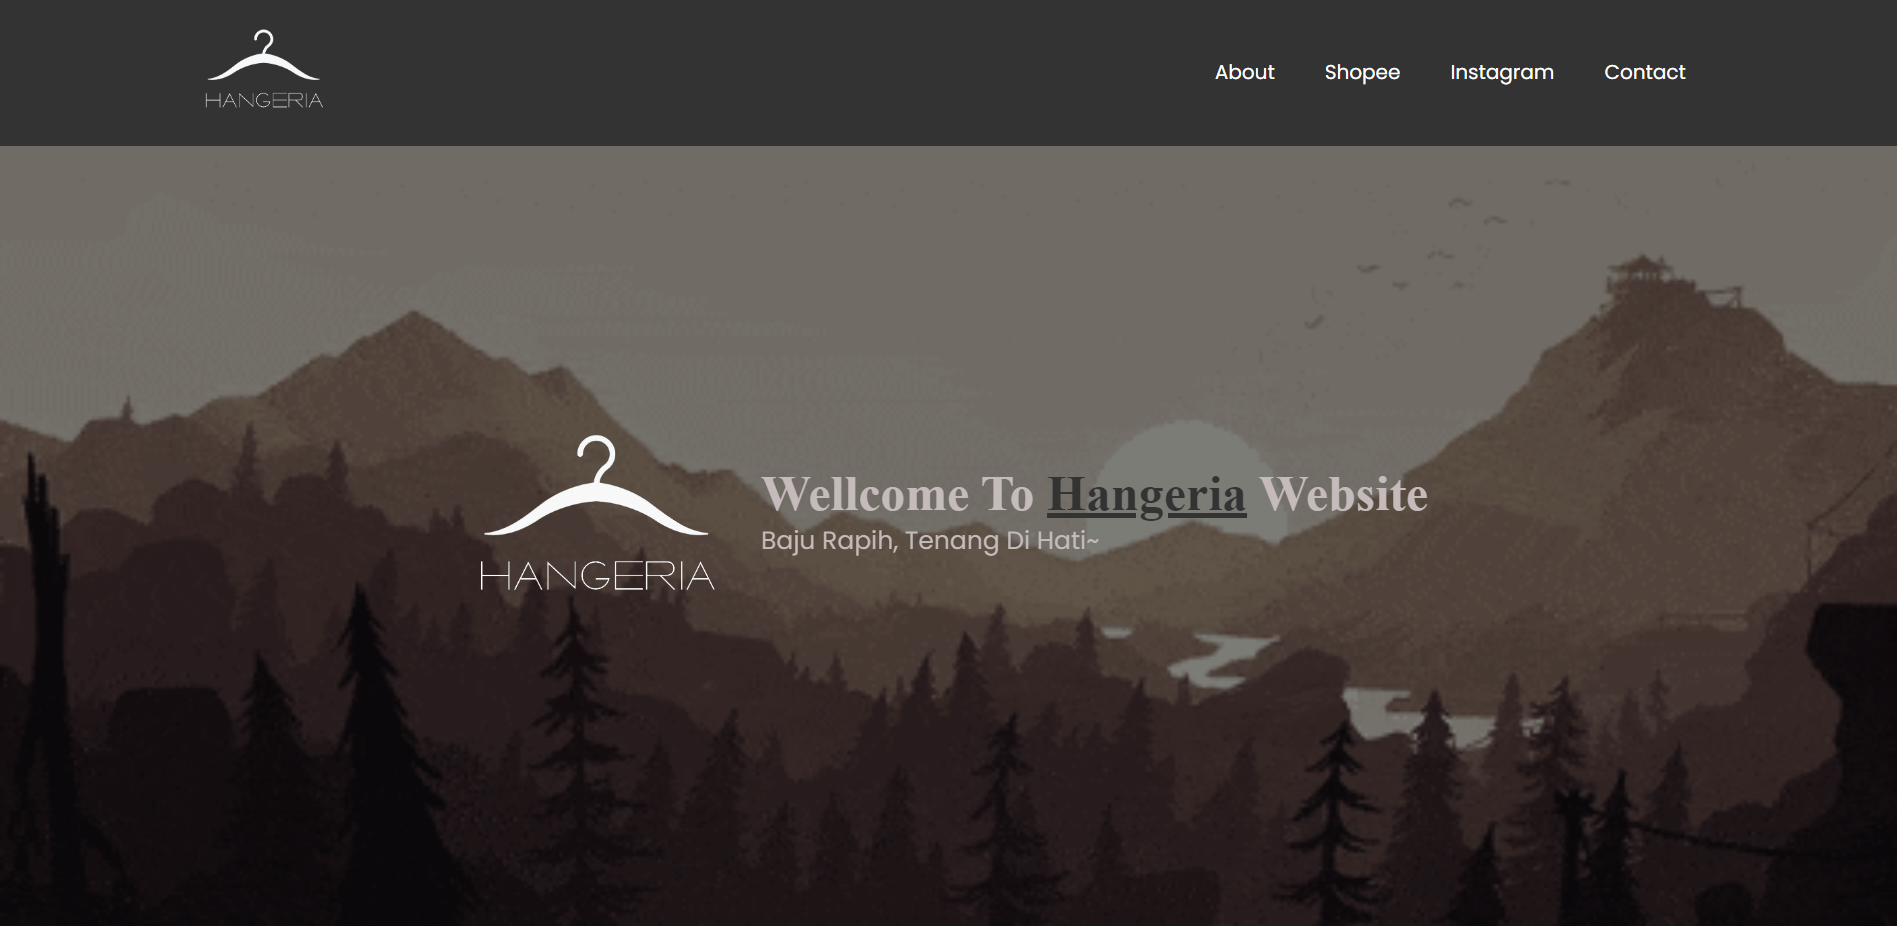 HANGERIA
About Shopee Instagram Contact
Wellcome To Hangeria Website
Baju Rapih, Tenang Di Hati~
HANGERIA